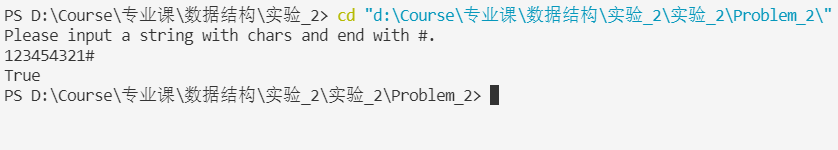 PS D:\Course\专业课\数据结构\实验_2> cd "d:\Course\专业课\数据结构\实验_2\实验_2\Problem_2\"
Please input a string with chars and end with #.
123454321#
True
PS D:\Course\专业课\数据结构\实验_2\实验_2\Problem_2>